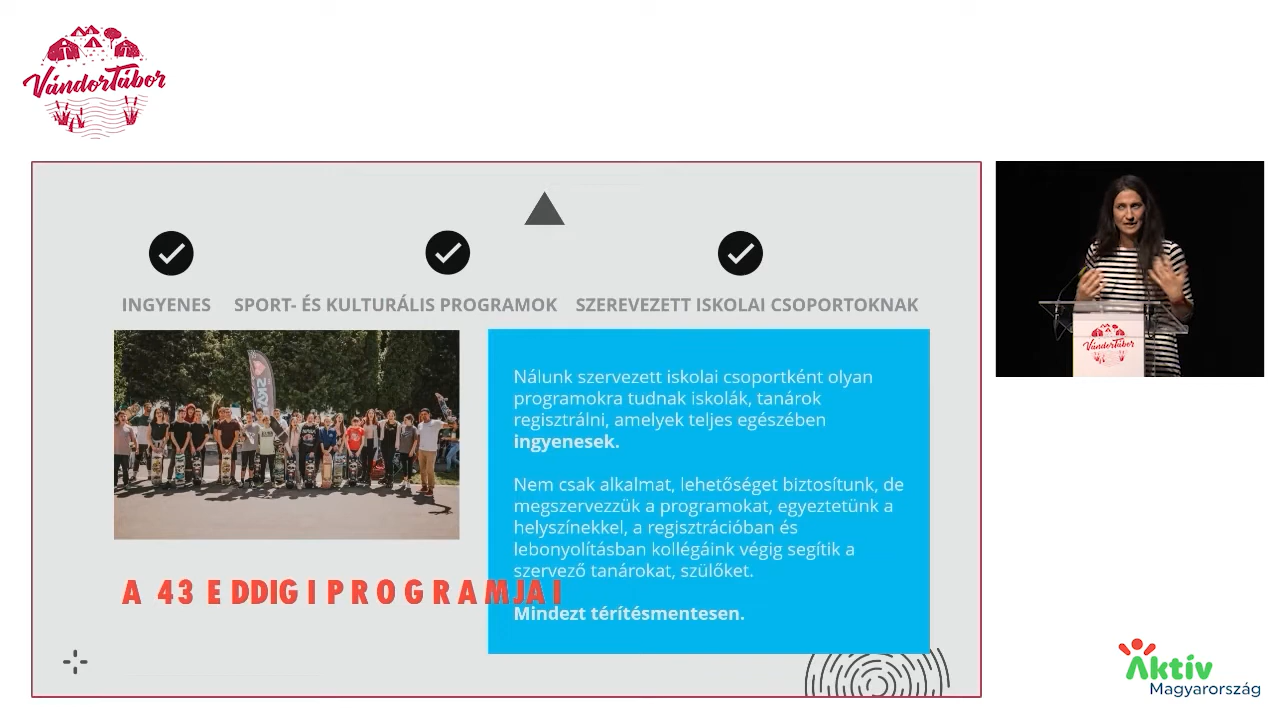 VándorTábor
INGYENES SPORT- ÉS KULTURÁLIS PROGRAMOK SZEREVEZETT ISKOLAI CSOPORTOKNAK
Nálunk szervezett iskolai csoportként olyan
programokra tudnak iskolák, tanárok
regisztrálni, amelyek teljes egészében
ingyenesek.
Nem csak alkalmat, lehetőséget biztosítunk, de
megszervezzük a programokat, egyeztetünk a
helyszínekkel, a regisztrációban és
lebonyolításban kollégáink végig segítik a
szervező tanárokat, szülőket.
Mindezt térítésmentesen.
A 43 EDDIGI PROGRAMJAI
VándorTábor
Aktív
Magyarország